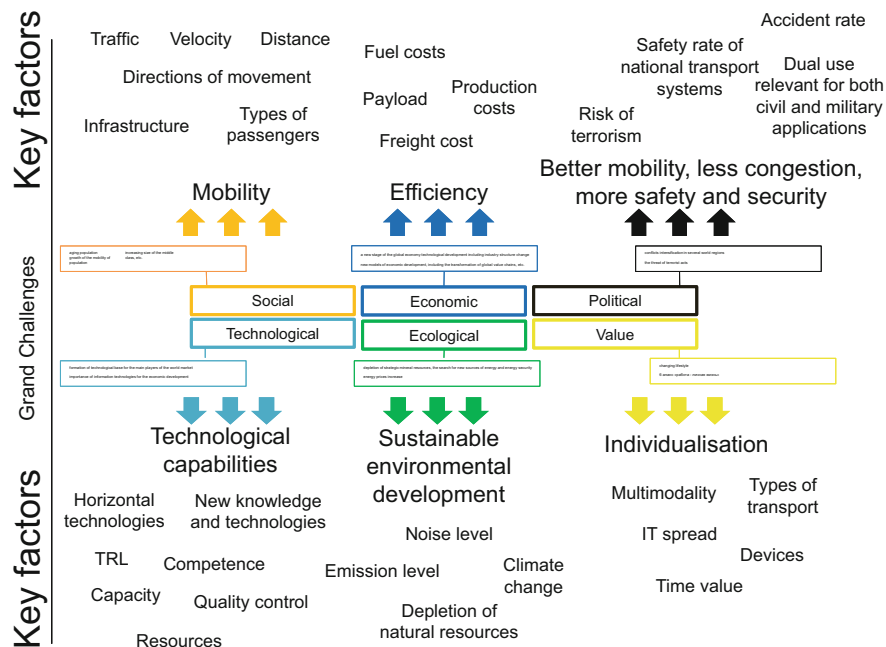 Key factors
Traffic Velocity Distance
Directions of movement
Infrastructure
Types of
passengers
Fuel costs
Payload
Production
costs
Freight cost
Accident rate
Safety rate of
national transport
systems
Dual use
relevant for both
civil and military
applications
Risk of
terrorism
Mobility
Efficiency
Better mobility, less congestion,
more safety and security
Grand Challenges
aging population
growth of the mobility of
population
increasing size of the middle
class, etc.
a new stage of the global economy technological development including industry structure change
new models of economic development, including the transformation of global value chains, etc.
conflicts intensification in several world regions
the threat of terrorist acts
Social
Economic
Political
Technological
Ecological
Value
formation of technological base for the main players of the world market
importance of information technologies for the economic development
depletion of strategic mineral resources, the search for new sources of energy and energy security
energy prices increase
changing lifestyle
Technological
capabilities
Sustainable
environmental
development
Individualisation
Key factors
Horizontal
technologies
New knowledge
and technologies
TRL
Competence
Capacity
Quality control
Resources
Noise level
Emission level
Climate
change
Depletion of
natural resources
Multimodality
Types of
transport
IT spread
Devices
Time value